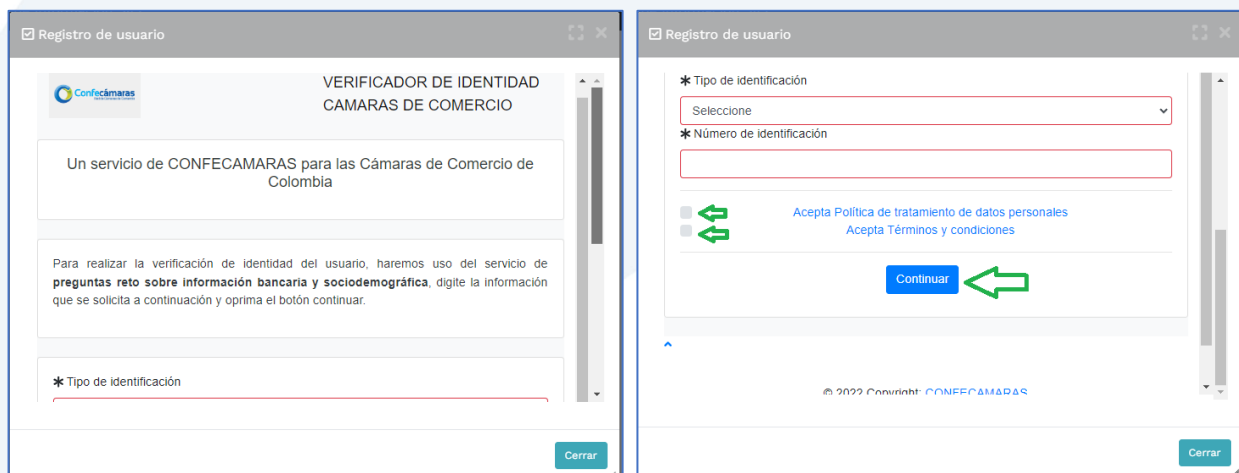 Registro de usuario
Confecámaras
VERIFICADOR DE IDENTIDAD
CAMARAS DE COMERCIO
Un servicio de CONFECAMARAS para las Cámaras de Comercio de
Colombia
Para realizar la verificación de identidad del usuario, haremos uso del servicio de
preguntas reto sobre información bancaria y sociodemográfica, digite la información
que se solicita a continuación y oprima el botón continuar.
✱ Tipo de identificación
Cerrar
Registro de usuario
✱ Tipo de identificación
Seleccione
✱ Número de identificación
Acepta Política de tratamiento de datos personales
Acepta Términos y condiciones
Continuar
© 2022 Copyright: CONFECAMARAS
Cerrar